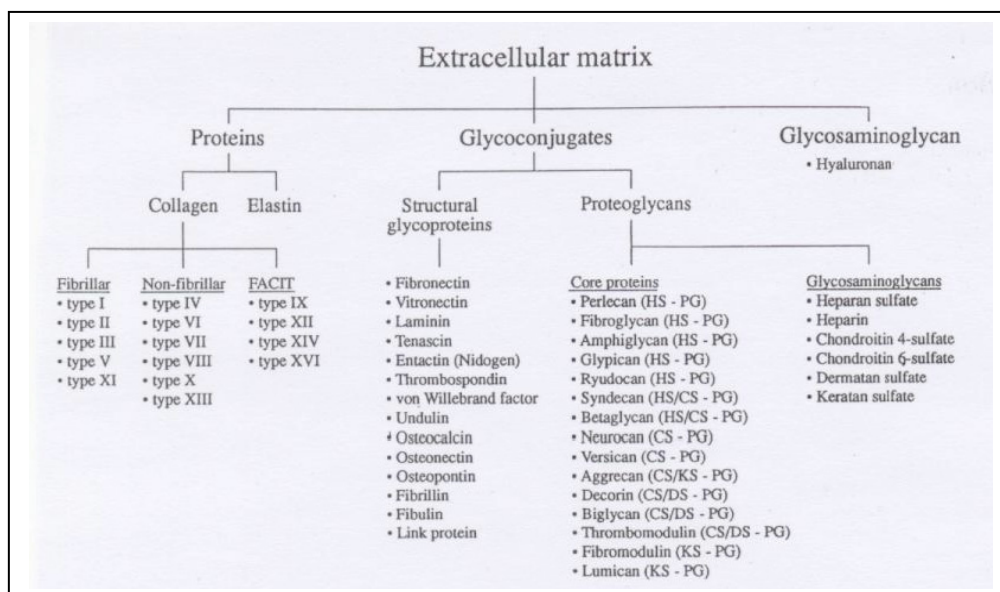 Extracellular matrix
Proteins Glycoconjugates Glycosaminoglycan
• Hyaluronan
Collagen Elastin
Structural glycoproteins
Proteoglycans
Fibrillar
• type I
• type II
• type III
• type V
• type XI
Non-fibrillar
• type IV
• type VI
• type VII
• type VIII
• type X
• type XIII
FACIT
• type IX
• type XII
• type XIV
• type XVI
• Fibronectin
• Vitronectin
• Laminin
• Tenascin
• Entactin (Nidogen)
• Thrombospondin
• von Willebrand factor
• Undulin
• Osteocalcin
• Osteonectin
• Osteopontin
• Fibrillin
• Fibulin
• Link protein
Core proteins
• Perlecan (HS - PG)
• Fibroglycan (HS - PG)
• Amphiglycan (HS - PG)
• Glypican (HS - PG)
• Ryudocan (HS - PG)
• Syndecan (HS/CS - PG)
• Betaglycan (HS/CS - PG)
• Neurocan (CS - PG)
• Versican (CS - PG)
• Aggrecan (CS/KS - PG)
• Decorin (CS/DS - PG)
• Biglycan (CS/DS - PG)
• Thrombomodulin (CS/DS - PG)
• Fibromodulin (KS - PG)
• Lumican (KS - PG)
Glycosaminoglycans
• Heparan sulfate
• Heparin
• Chondroitin 4-sulfate
• Chondroitin 6-sulfate
• Dermatan sulfate
• Keratan sulfate